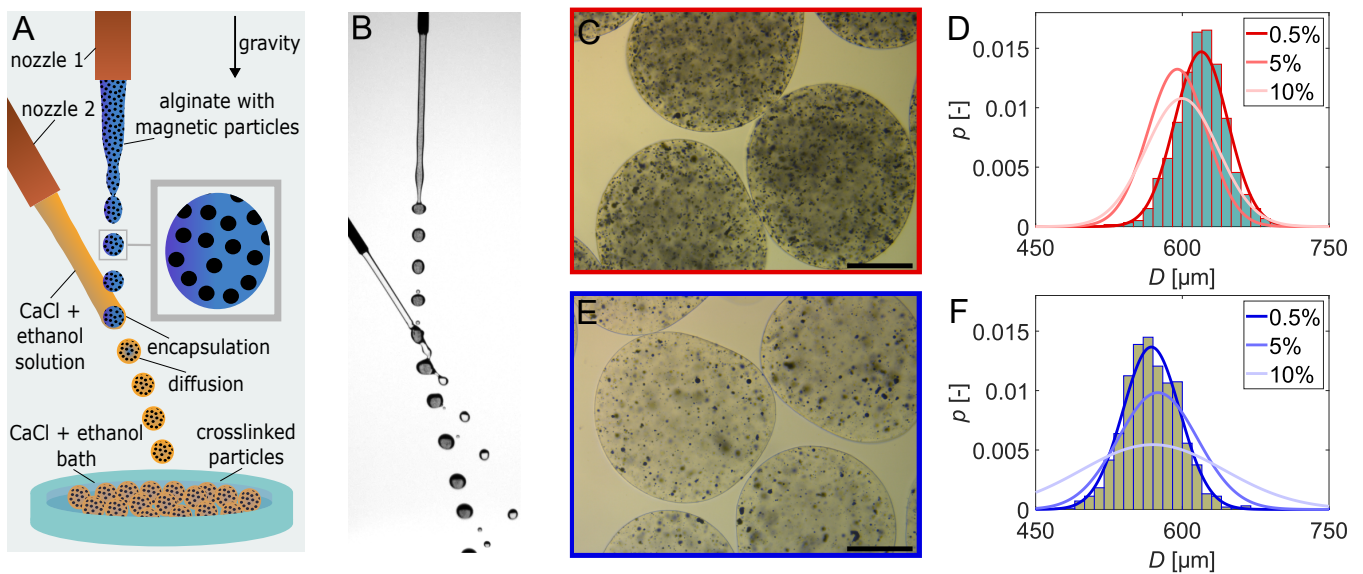 A
nozzle 1
gravity
nozzle 2
alginate with
magnetic particles
CaCl +
ethanol
solution
encapsulation
diffusion
CaCl + ethanol
bath
crosslinked
particles
B
C
D
0.015
0.01
0.005
0
p [-]
0.5%
5%
10%
450
600
750
D [µm]
E
F
0.015
0.01
0.005
0
p [-]
0.5%
5%
10%
450
600
750
D [µm]